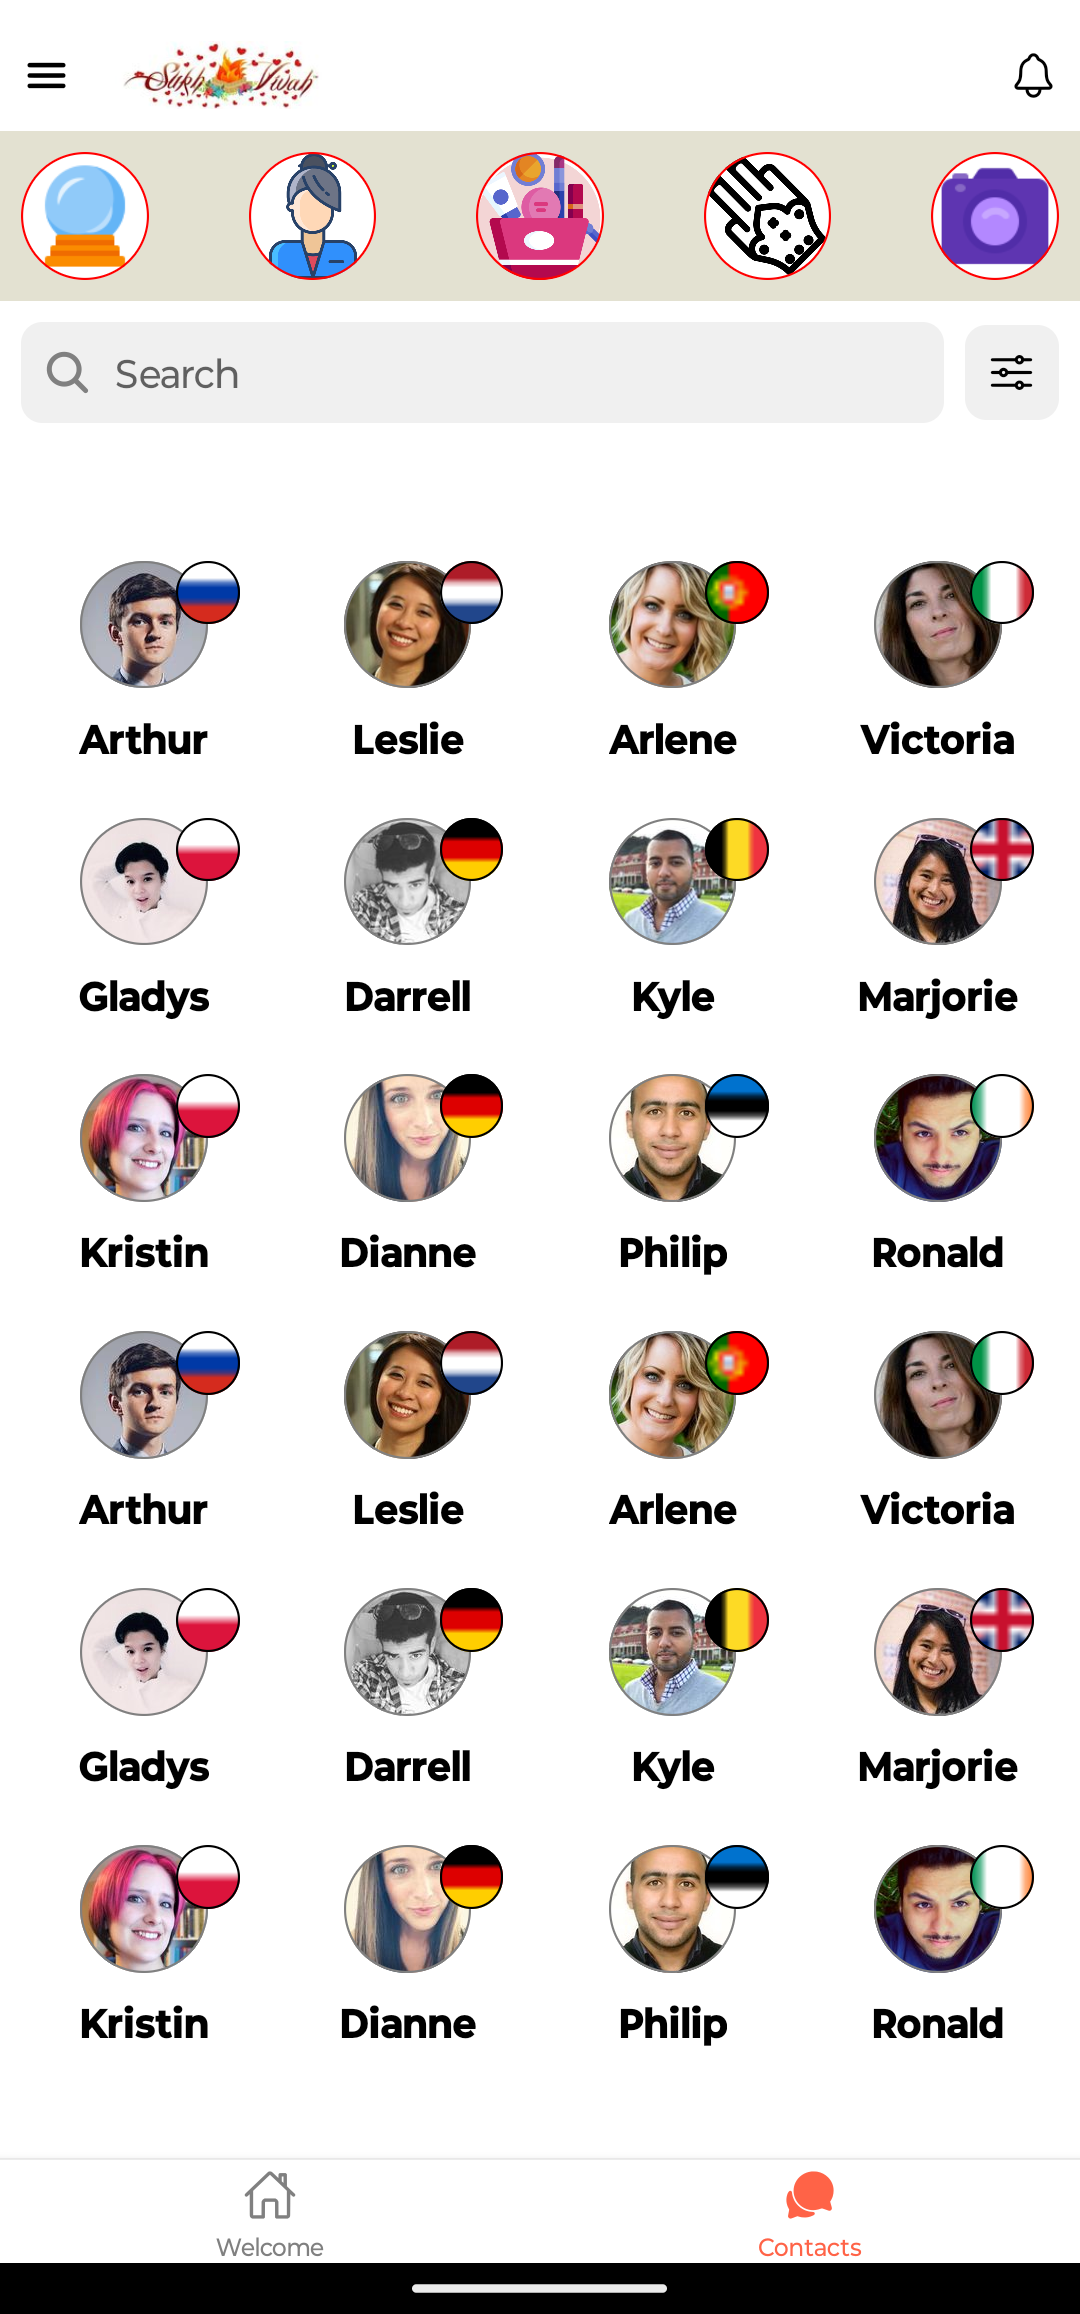 Sukh Vivah
Search
Arthur Leslie Arlene Victoria
Gladys Darrell Kyle Marjorie
Kristin Dianne Philip Ronald
Arthur Leslie Arlene Victoria
Gladys Darrell Kyle Marjorie
Kristin Dianne Philip Ronald
Welcome Contacts